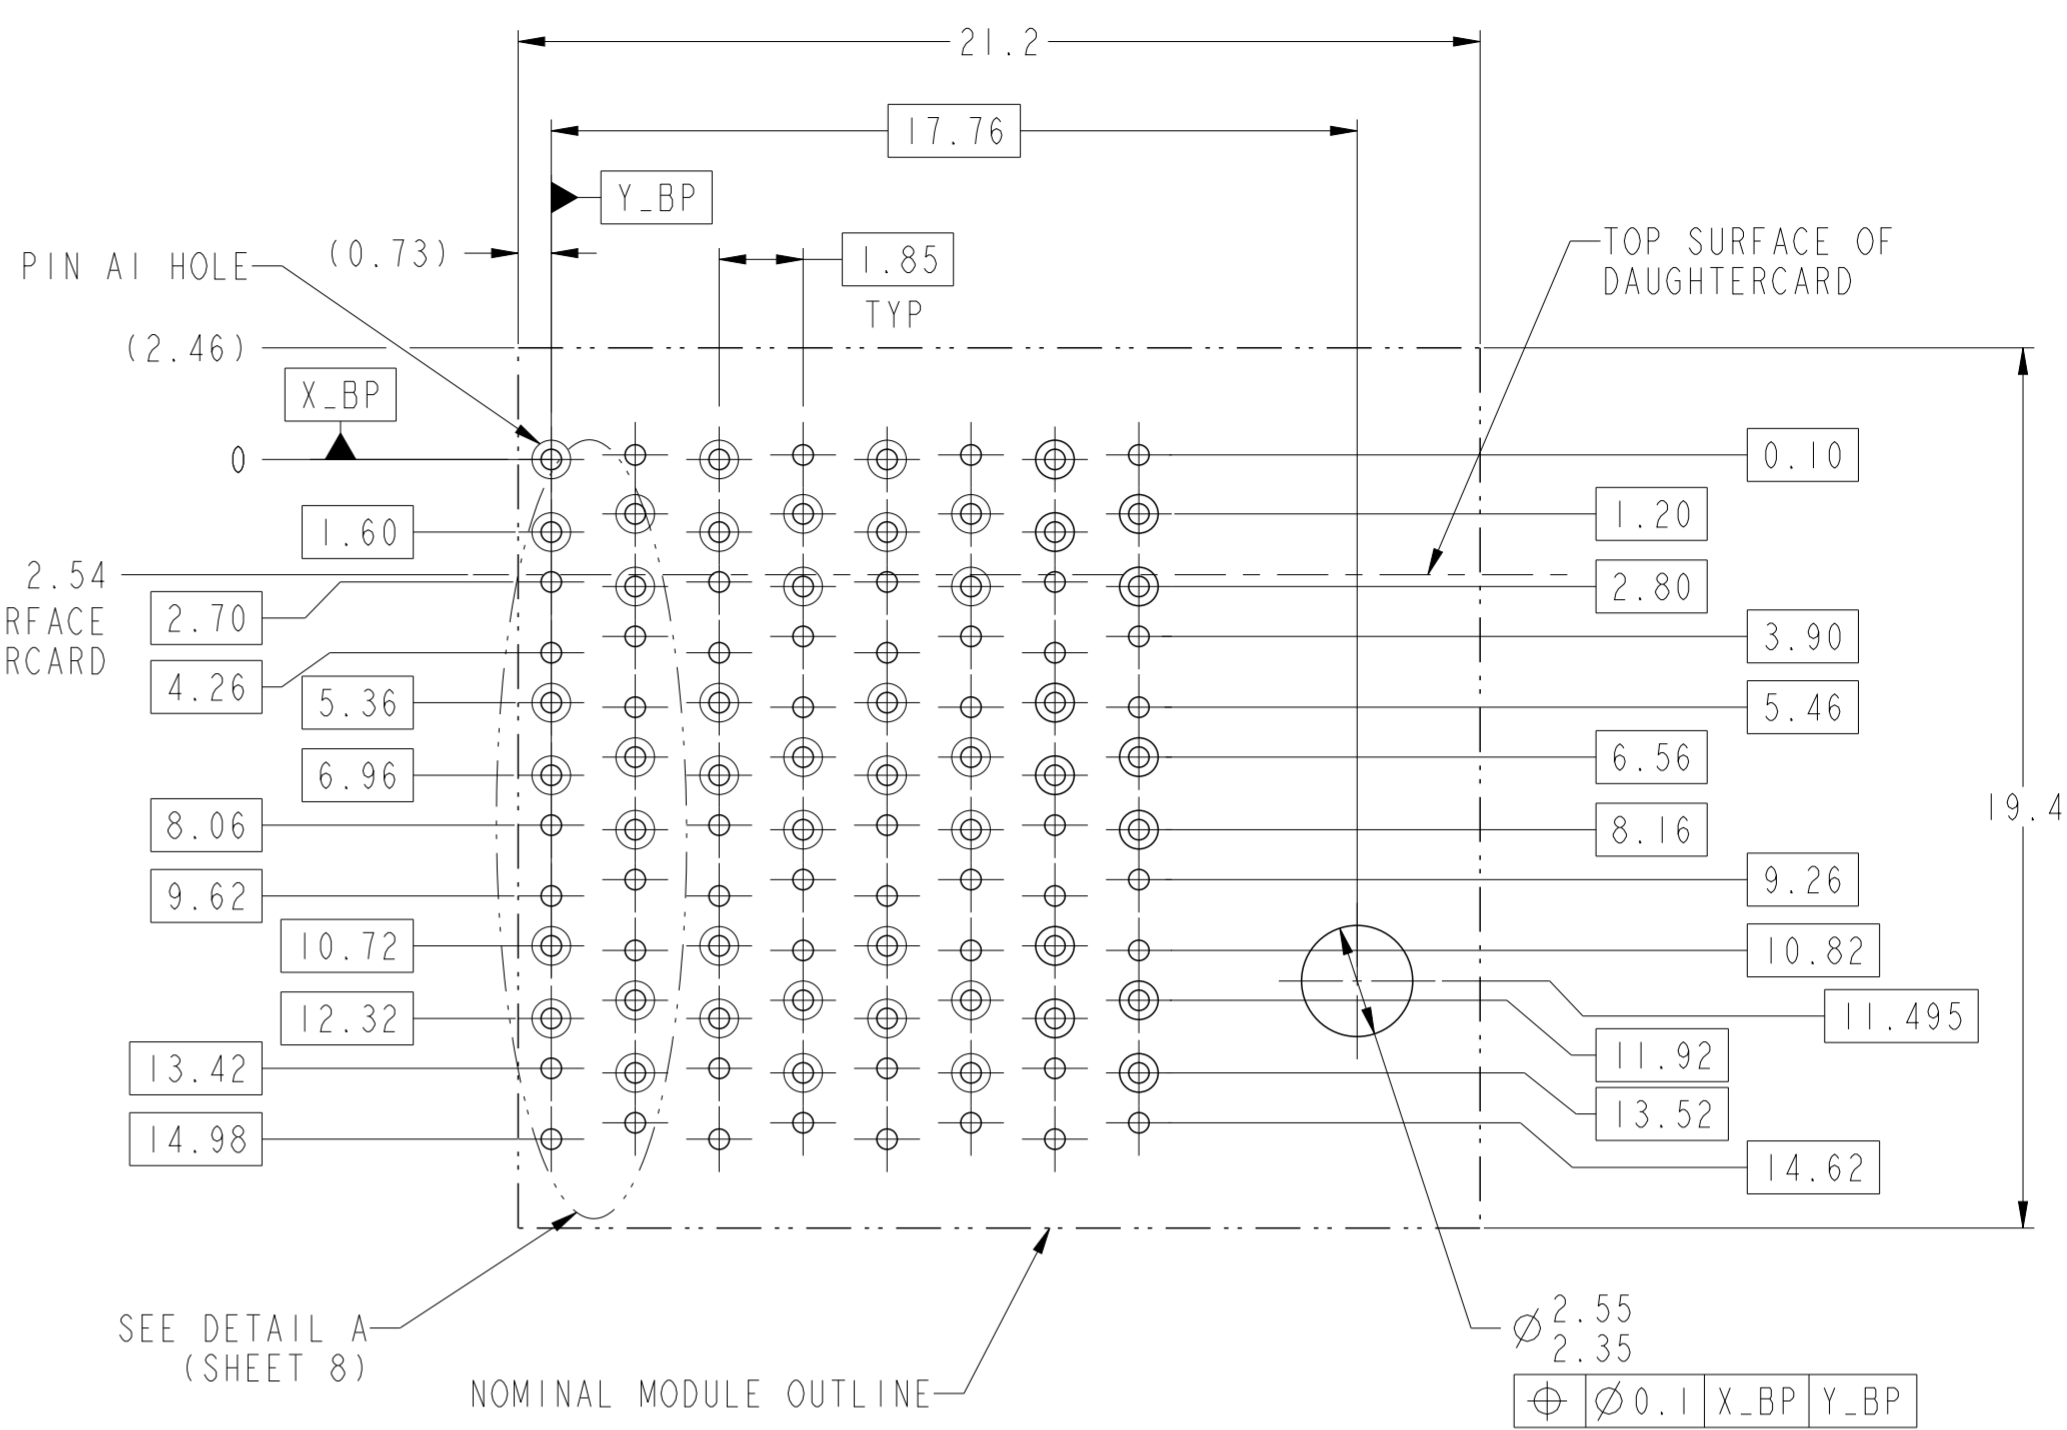 21.2
17.76
Y_BP
(0.73)
1.85
TYP
PIN A1 HOLE
TOP SURFACE OF
DAUGHTERCARD
(2.46)
X_BP
0
0.10
1.60
1.20
2.54
RFACE
RCARD
2.70
2.80
4.26
3.90
5.36
5.46
6.96
6.56
19.4
8.06
8.16
9.62
9.26
10.72
10.82
12.32
11.495
13.42
11.92
14.98
13.52
14.62
SEE DETAIL A
(SHEET 8)
NOMINAL MODULE OUTLINE
Ø 2.55
2.35
⌖ Ø0.1 X_BP Y_BP